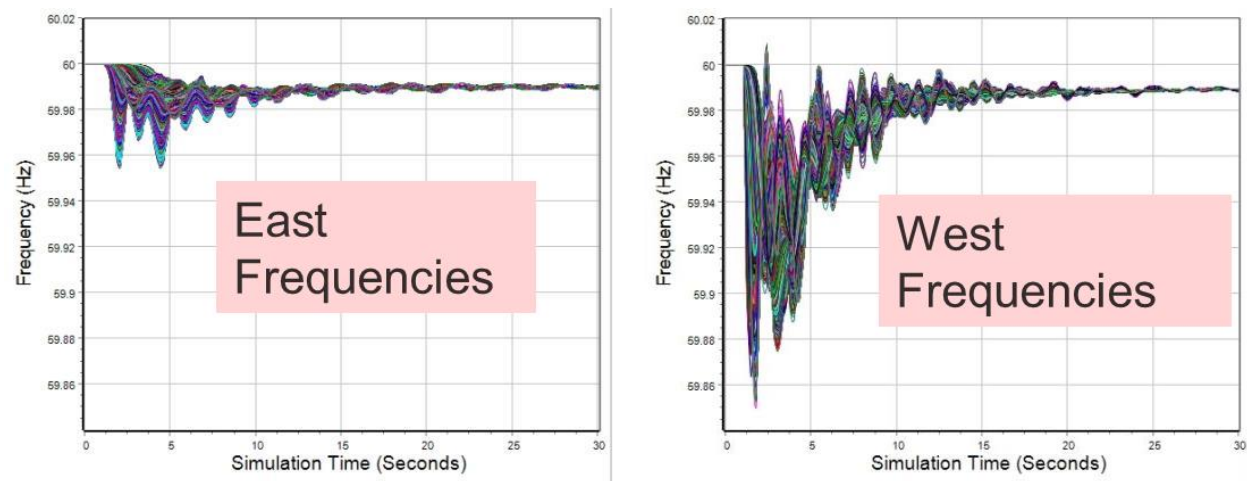 60.02
60
59.98
59.96
59.94
59.92
59.9
59.88
59.86
Frequency (Hz)
East
Frequencies
0 5 10 15 20 25 30
Simulation Time (Seconds)
60.02
60
59.98
59.96
59.94
59.92
59.9
59.88
59.86
Frequency (Hz)
West
Frequencies
0 5 10 15 20 25 30
Simulation Time (Seconds)